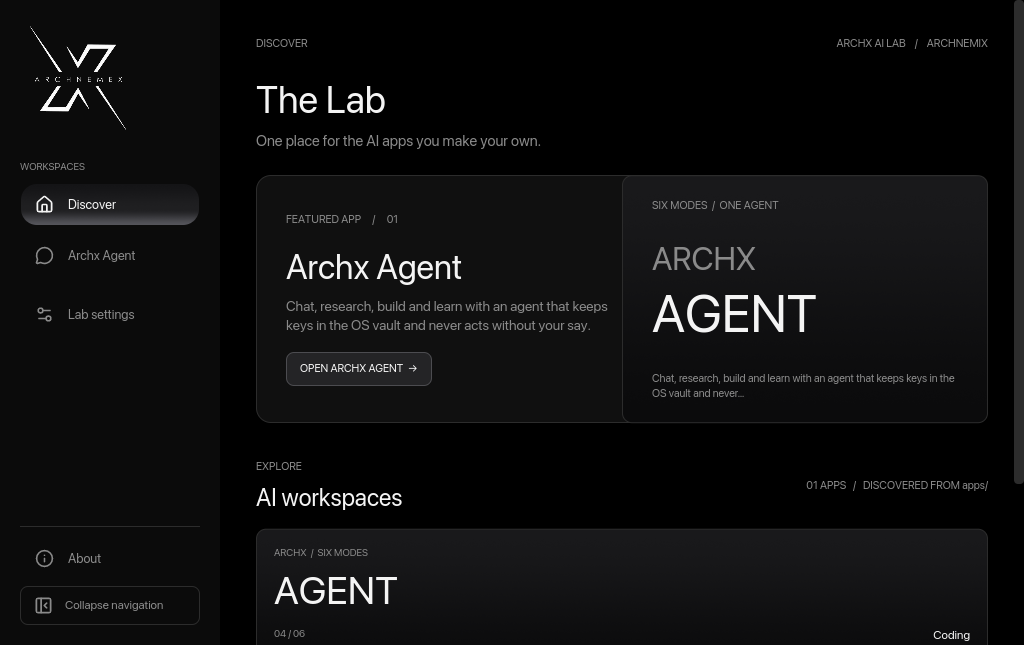 ARCHNEMEX
WORKSPACES
Discover
Archx Agent
Lab settings
About
Collapse navigation
DISCOVER
ARCHX AI LAB / ARCHNEMIX
The Lab
One place for the AI apps you make your own.
FEATURED APP / 01
Archx Agent
Chat, research, build and learn with an agent that keeps
keys in the OS vault and never acts without your say.
OPEN ARCHX AGENT →
SIX MODES / ONE AGENT
ARCHX
AGENT
Chat, research, build and learn with an agent that keeps keys in the
OS vault and never…
EXPLORE
AI workspaces
01 APPS / DISCOVERED FROM apps/
ARCHX / SIX MODES
AGENT
04 / 06
Coding